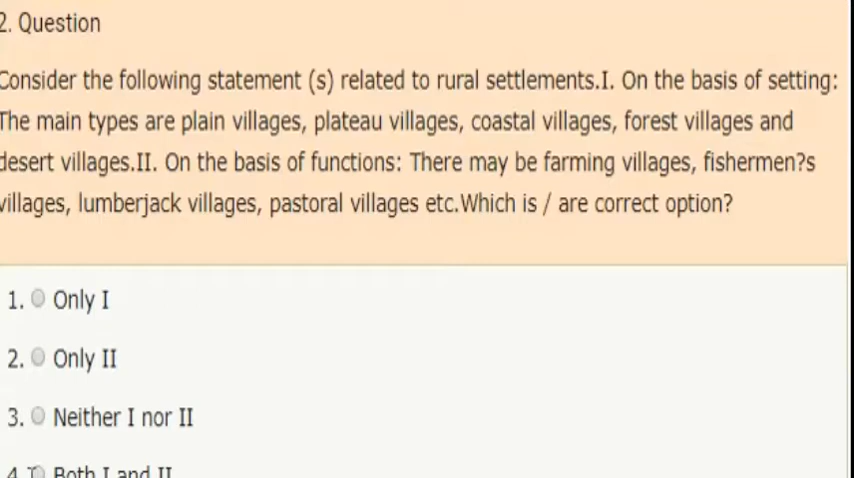 2. Question
Consider the following statement (s) related to rural settlements.I. On the basis of setting:
The main types are plain villages, plateau villages, coastal villages, forest villages and
desert villages.II. On the basis of functions: There may be farming villages, fishermen?s
villages, lumberjack villages, pastoral villages etc.Which is / are correct option?
1. Only I
2. Only II
3. Neither I nor II
4. Both I and II